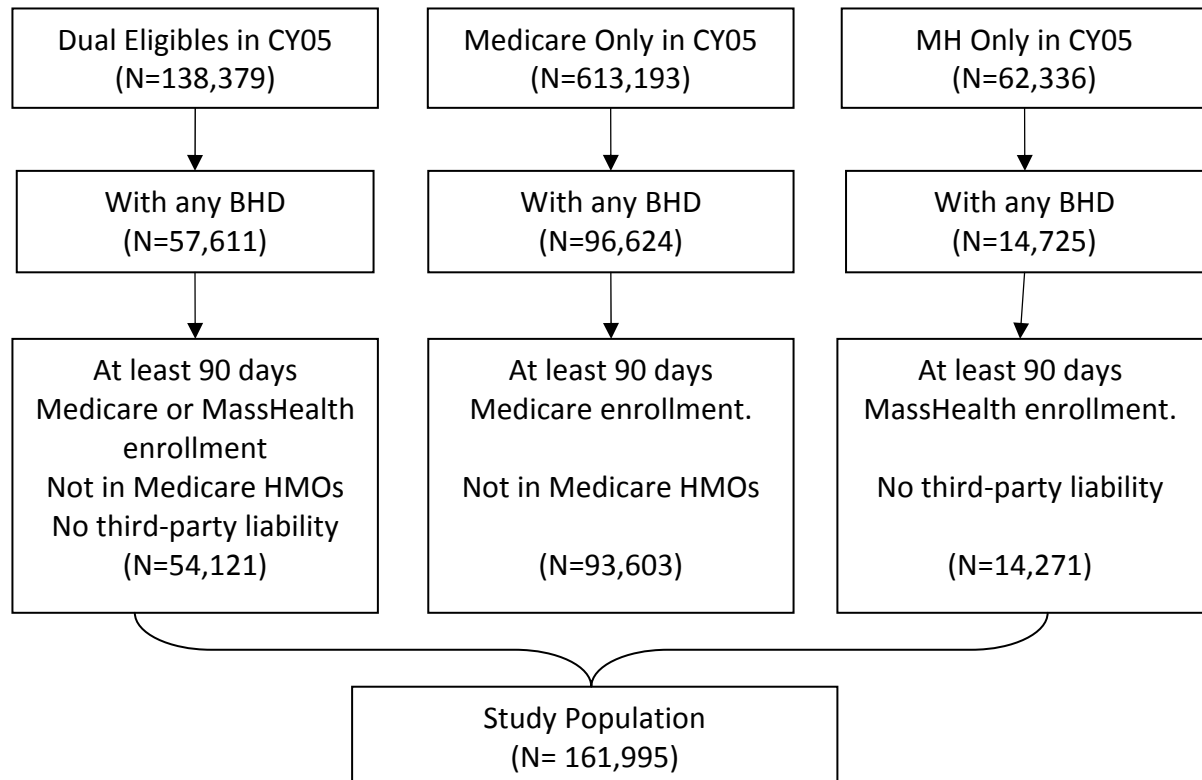 Dual Eligibles in CY05
(N=138,379)
Medicare Only in CY05
(N=613,193)
MH Only in CY05
(N=62,336)
With any BHD
(N=57,611)
With any BHD
(N=96,624)
With any BHD
(N=14,725)
At least 90 days
Medicare or MassHealth
enrollment
Not in Medicare HMOs
No third-party liability
(N=54,121)
At least 90 days
Medicare enrollment.
Not in Medicare HMOs
(N=93,603)
At least 90 days
MassHealth enrollment.
No third-party liability
(N=14,271)
Study Population
(N= 161,995)